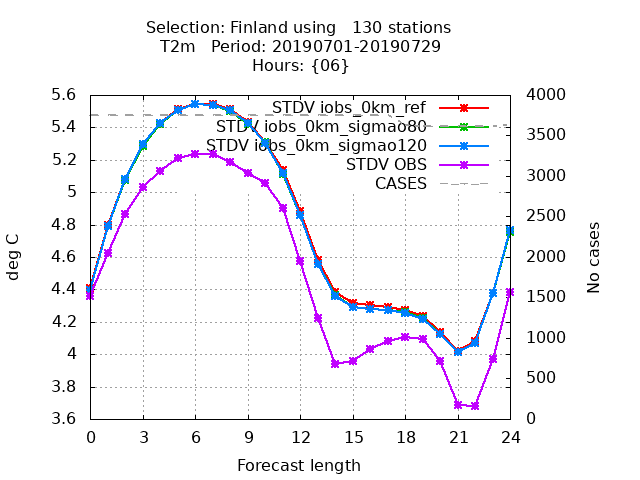 Selection: Finland using   130 stations
T2m   Period: 20190701-20190729
Hours: {06}
STDV iobs_0km_ref
STDV iobs_0km_sigmao80
STDV iobs_0km_sigmao120
STDV OBS
CASES
5.6
5.4
5.2
5
4.8
4.6
4.4
4.2
4
3.8
3.6
deg C
4000
3500
3000
2500
2000
1500
1000
500
0
No cases
0 3 6 9 12 15 18 21 24
Forecast length